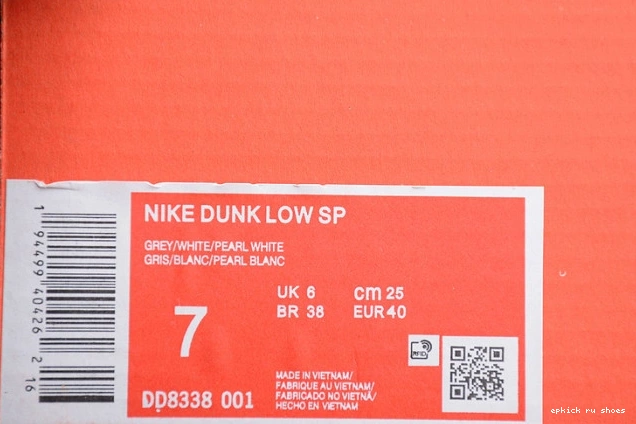 NIKE DUNK LOW SP
GREY/WHITE/PEARL WHITE
GRIS/BLANC/PEARL BLANC
7
UK 6 cm 25
BR 38 EUR 40
RFID
MADE IN VIETNAM/
FABRIQUE AU VIETNAM/
FABRICADO NO VIETNÃ/
HECHO EN VIETNAM
DD8338 001
1 94499 40426 2 16
epkick ru shoes